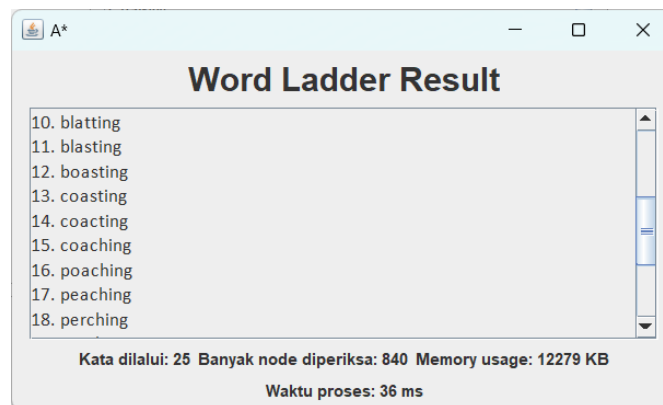 A*
Word Ladder Result
10. blatting
11. blasting
12. boasting
13. coasting
14. coacting
15. coaching
16. poaching
17. peaching
18. perching
Kata dilalui: 25 Banyak node diperiksa: 840 Memory usage: 12279 KB
Waktu proses: 36 ms